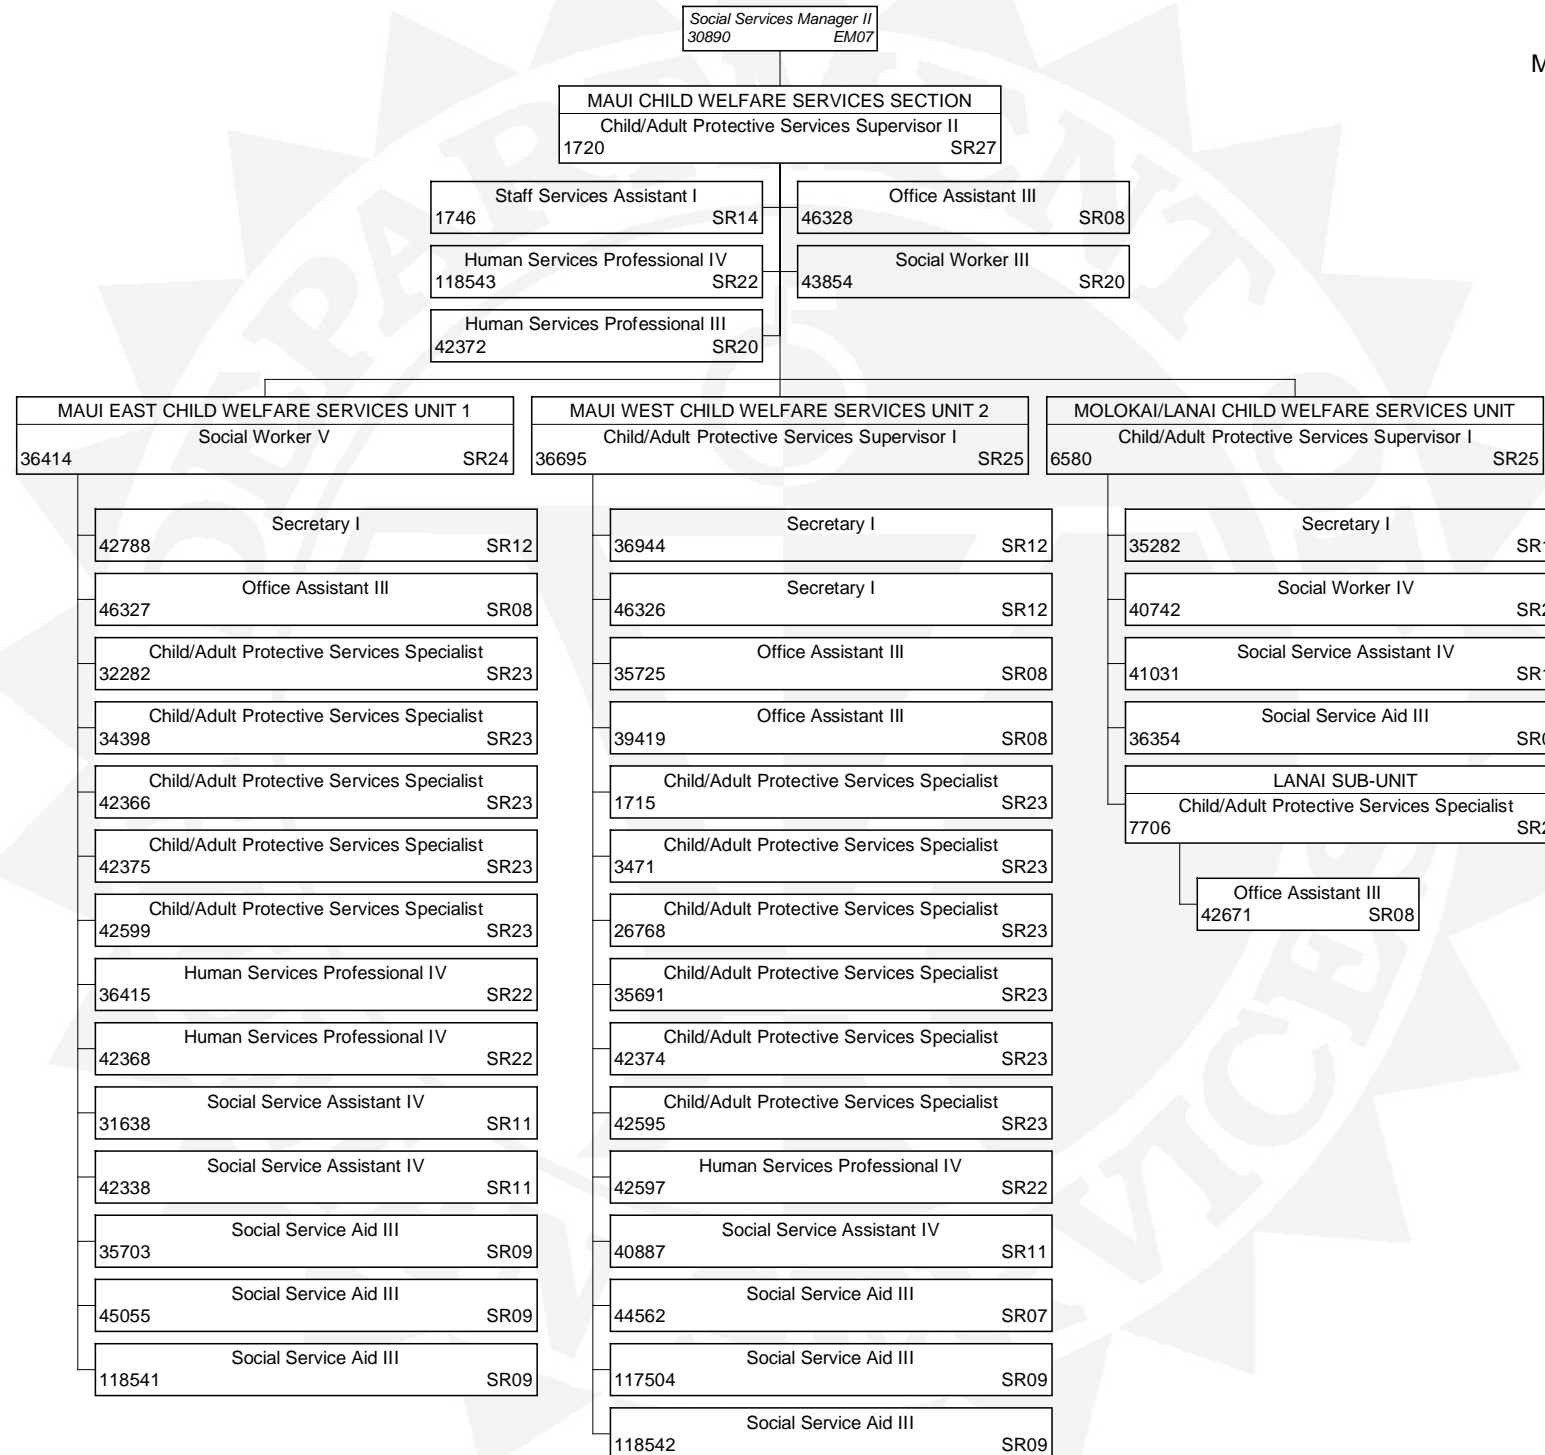 Social Services Manager II
30890 EM07
M
MAUI CHILD WELFARE SERVICES SECTION
Child/Adult Protective Services Supervisor II
1720 SR27
Staff Services Assistant I
1746 SR14
Office Assistant III
46328 SR08
Human Services Professional IV
118543 SR22
Social Worker III
43854 SR20
Human Services Professional III
42372 SR20
MAUI EAST CHILD WELFARE SERVICES UNIT 1
Social Worker V
36414 SR24
Secretary I
42788 SR12
Office Assistant III
46327 SR08
Child/Adult Protective Services Specialist
32282 SR23
Child/Adult Protective Services Specialist
34398 SR23
Child/Adult Protective Services Specialist
42366 SR23
Child/Adult Protective Services Specialist
42375 SR23
Child/Adult Protective Services Specialist
42599 SR23
Human Services Professional IV
36415 SR22
Human Services Professional IV
42368 SR22
Social Service Assistant IV
31638 SR11
Social Service Assistant IV
42338 SR11
Social Service Aid III
35703 SR09
Social Service Aid III
45055 SR09
Social Service Aid III
118541 SR09
MAUI WEST CHILD WELFARE SERVICES UNIT 2
Child/Adult Protective Services Supervisor I
36695 SR25
Secretary I
36944 SR12
Secretary I
46326 SR12
Office Assistant III
35725 SR08
Office Assistant III
39419 SR08
Child/Adult Protective Services Specialist
1715 SR23
Child/Adult Protective Services Specialist
3471 SR23
Child/Adult Protective Services Specialist
26768 SR23
Child/Adult Protective Services Specialist
35691 SR23
Child/Adult Protective Services Specialist
42374 SR23
Child/Adult Protective Services Specialist
42595 SR23
Human Services Professional IV
42597 SR22
Social Service Assistant IV
40887 SR11
Social Service Aid III
44562 SR07
Social Service Aid III
117504 SR09
Social Service Aid III
118542 SR09
MOLOKAI/LANAI CHILD WELFARE SERVICES UNIT
Child/Adult Protective Services Supervisor I
6580 SR25
Secretary I
35282
Social Worker IV
40742
Social Service Assistant IV
41031
Social Service Aid III
36354
LANAI SUB-UNIT
Child/Adult Protective Services Specialist
7706
Office Assistant III
42671 SR08